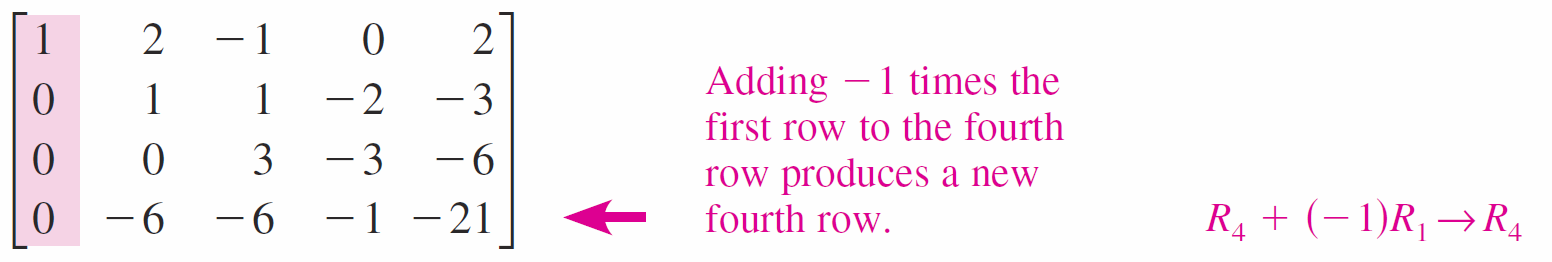 1 2 −1 0 2
0 1 1 −2 −3
0 0 3 −3 −6
0 −6 −6 −1 −21
Adding −1 times the
first row to the fourth
row produces a new
fourth row.
R₄ + (−1)R₁ → R₄